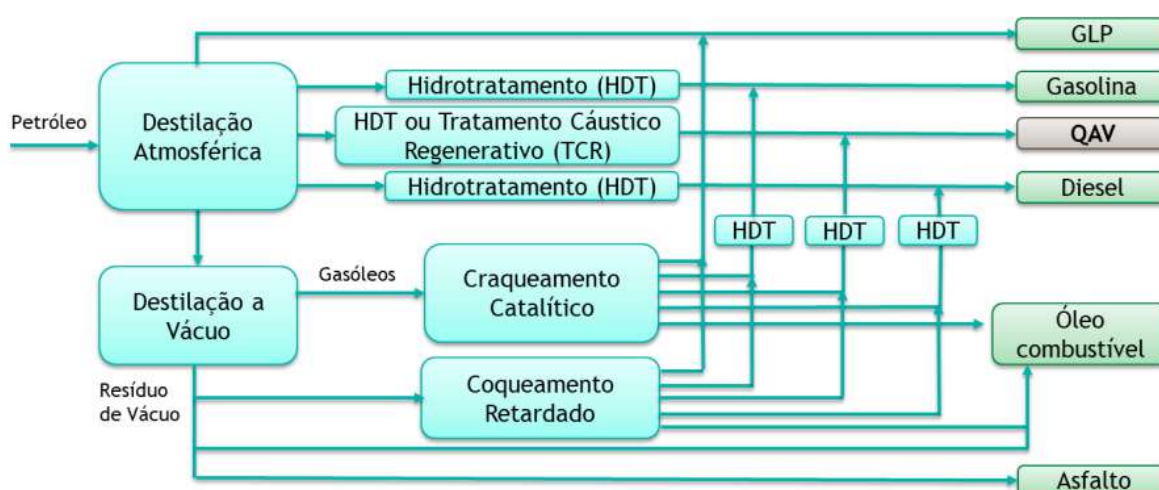 GLP
Hidrotratamento (HDT)
Gasolina
Petróleo
Destilação
Atmosférica
HDT ou Tratamento Cáustico
Regenerativo (TCR)
QAV
Hidrotratamento (HDT)
Diesel
HDT
HDT
HDT
Gasóleos
Destilação a
Vácuo
Craqueamento
Catalítico
Óleo
combustível
Resíduo
de Vácuo
Coqueamento
Retardado
Asfalto